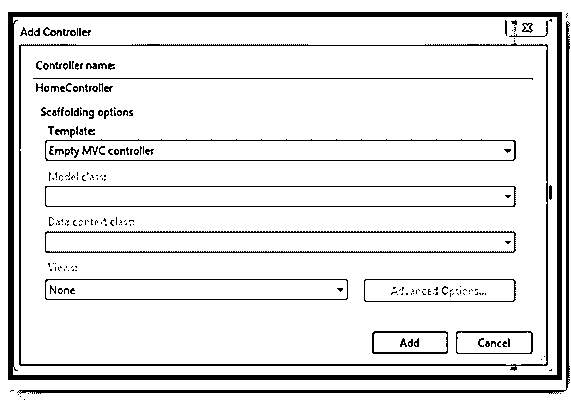 Add Controller
Controller name:
HomeController
Scaffolding options
Template:
Empty MVC controller
Model class:
Data context class:
Views:
None
Advanced Options...
Add
Cancel